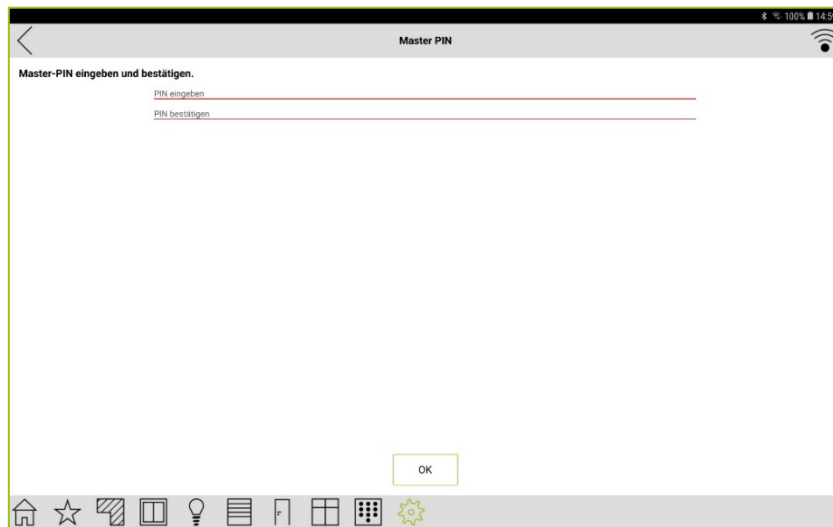 100% 14:5
Master PIN
Master-PIN eingeben und bestätigen.
PIN eingeben
PIN bestätigen
OK